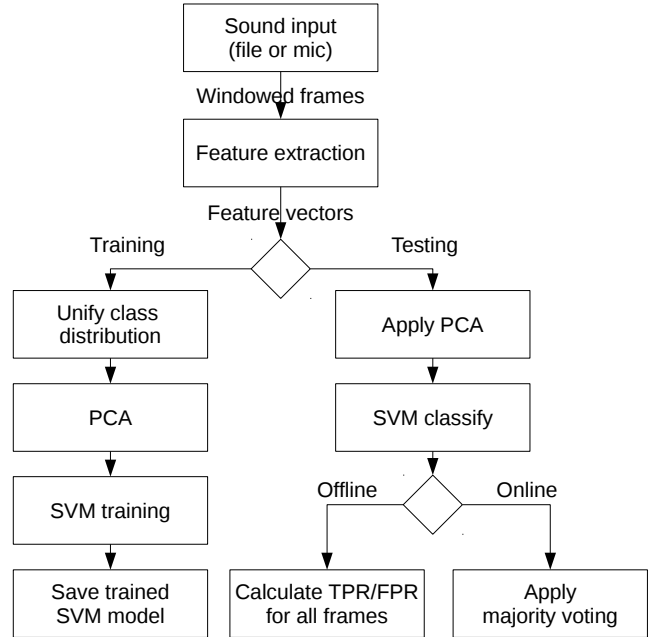 Sound input
(file or mic)
Windowed frames
Feature extraction
Feature vectors
Training
Testing
Unify class
distribution
Apply PCA
PCA
SVM classify
SVM training
Offline
Online
Save trained
SVM model
Calculate TPR/FPR
for all frames
Apply
majority voting